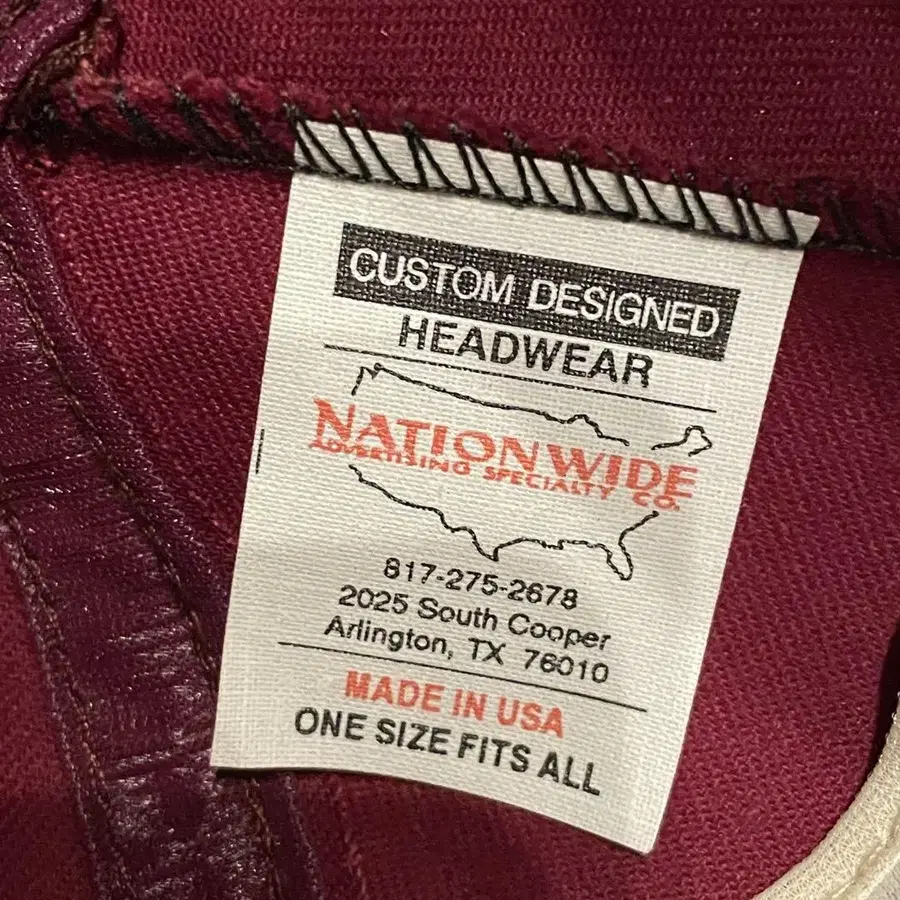 CUSTOM DESIGNED
HEADWEAR
NATIONWIDE
ADVERTISING SPECIALTY CO.
817-275-2678
2025 South Cooper
Arlington, TX 76010
MADE IN USA
ONE SIZE FITS ALL